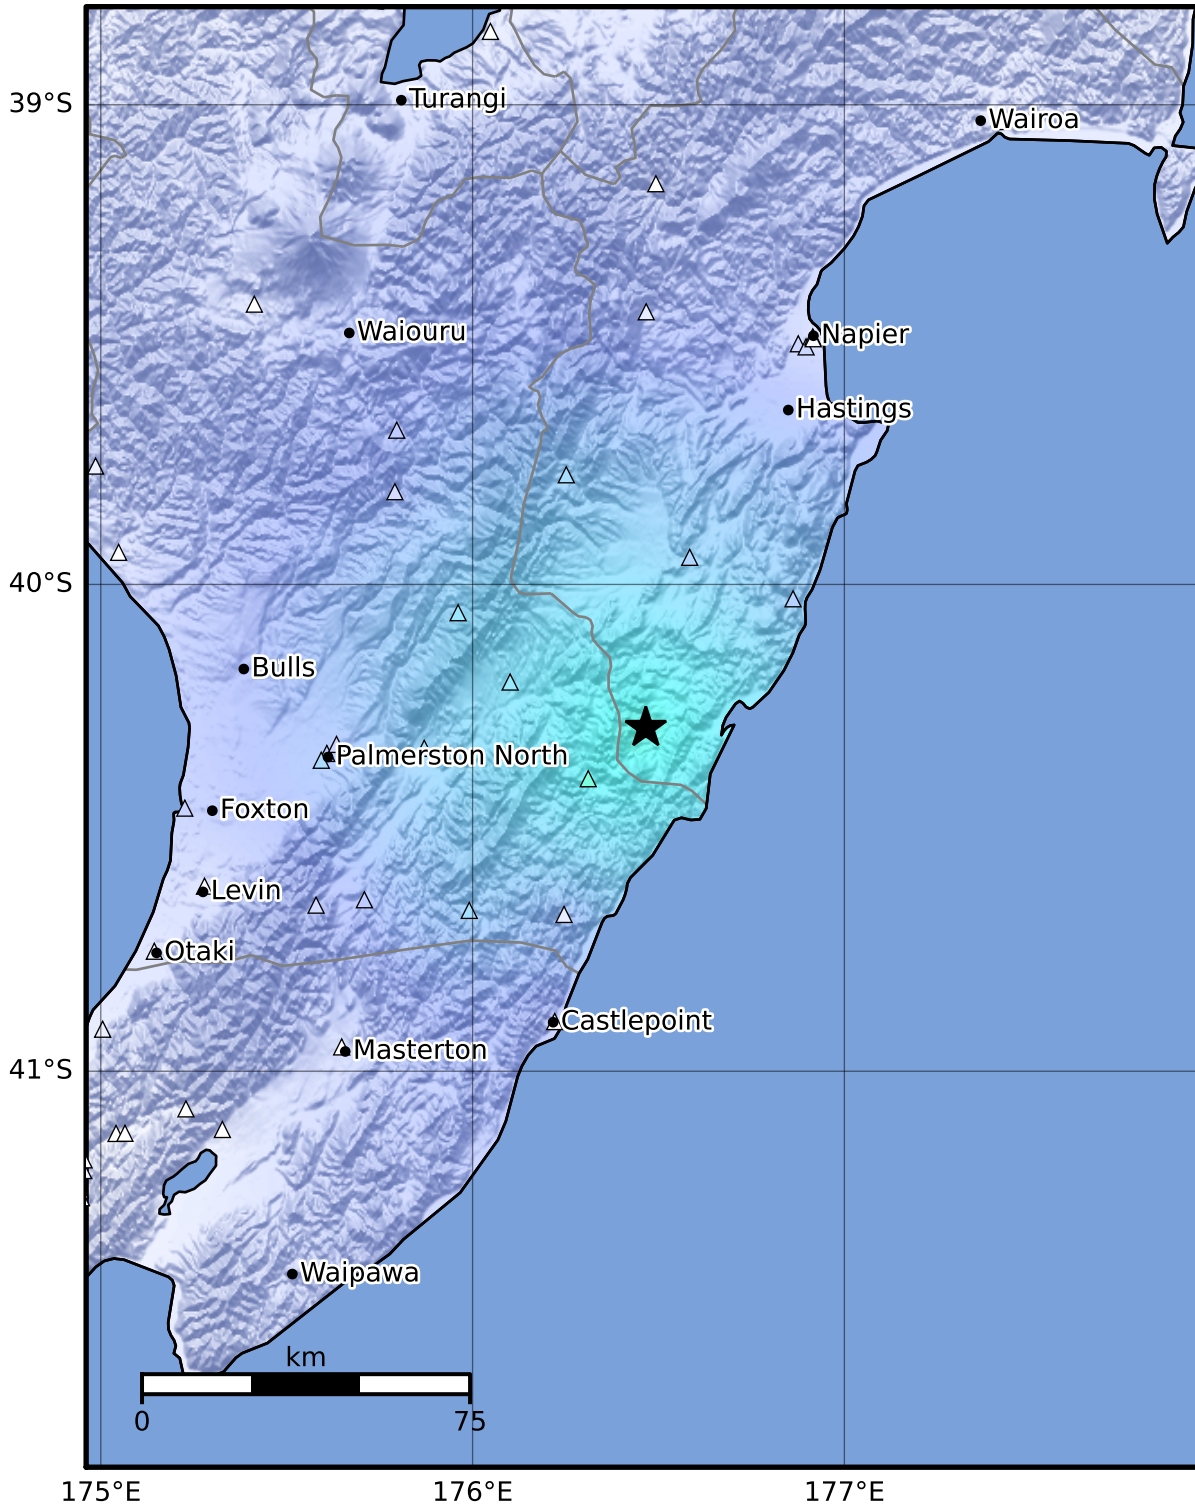 Turangi
39°S
Wairoa
Waiouru
Napier
Hastings
40°S
Bulls
Palmerston North
Foxton
Levin
Otaki
Castlepoint
Masterton
41°S
Waipawa
km
0
75
175°E
176°E
177°E